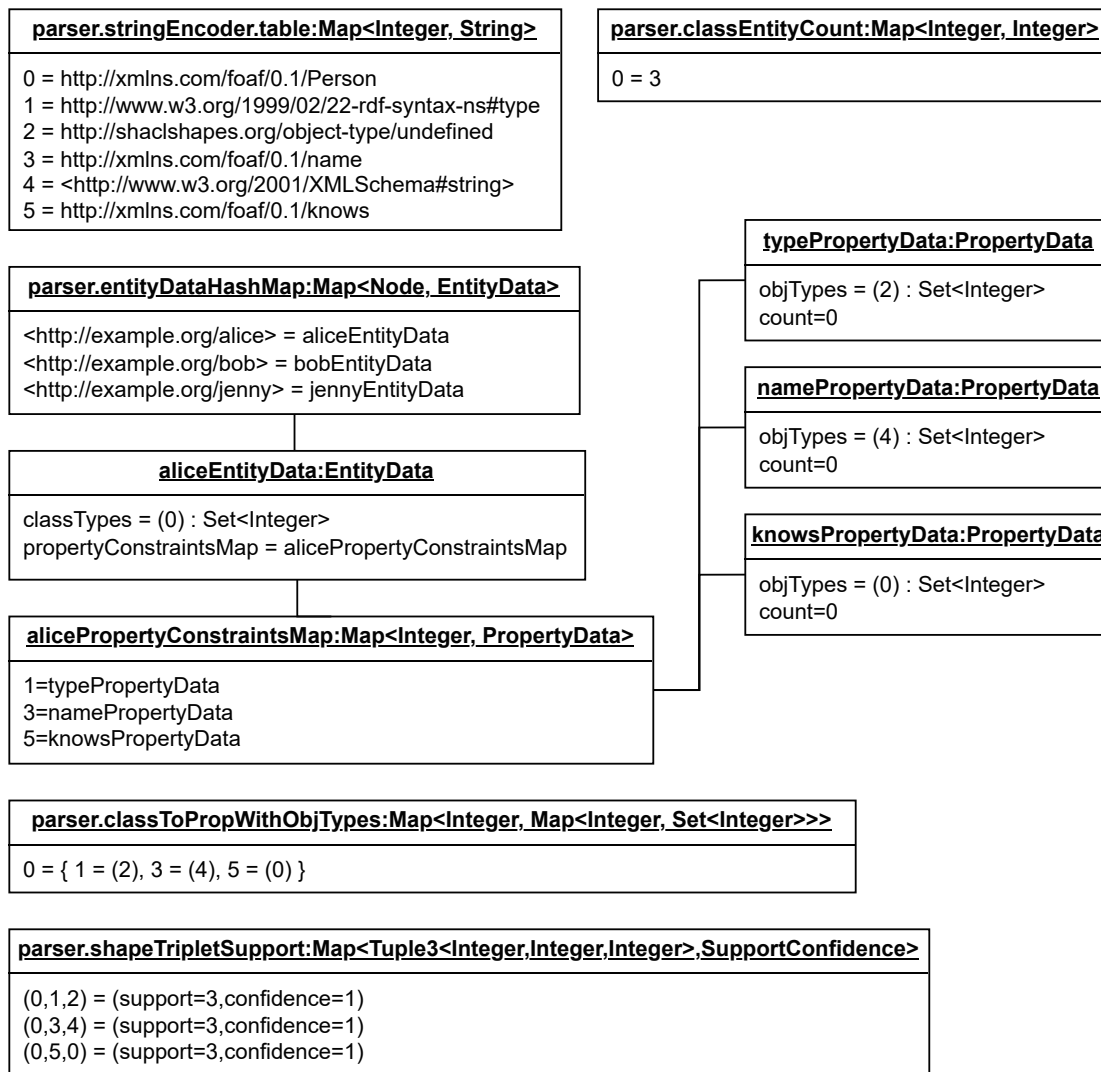 parser.stringEncoder.table:Map<Integer, String>
0 = http://xmlns.com/foaf/0.1/Person
1 = http://www.w3.org/1999/02/22-rdf-syntax-ns#type
2 = http://shaclshapes.org/object-type/undefined
3 = http://xmlns.com/foaf/0.1/name
4 = <http://www.w3.org/2001/XMLSchema#string>
5 = http://xmlns.com/foaf/0.1/knows
parser.classEntityCount:Map<Integer, Integer>
0 = 3
parser.entityDataHashMap:Map<Node, EntityData>
<http://example.org/alice> = aliceEntityData
<http://example.org/bob> = bobEntityData
<http://example.org/jenny> = jennyEntityData
aliceEntityData:EntityData
classTypes = (0) : Set<Integer>
propertyConstraintsMap = alicePropertyConstraintsMap
alicePropertyConstraintsMap:Map<Integer, PropertyData>
1=typePropertyData
3=namePropertyData
5=knowsPropertyData
typePropertyData:PropertyData
objTypes = (2) : Set<Integer>
count=0
namePropertyData:PropertyData
objTypes = (4) : Set<Integer>
count=0
knowsPropertyData:PropertyData
objTypes = (0) : Set<Integer>
count=0
parser.classToPropWithObjTypes:Map<Integer, Map<Integer, Set<Integer>>>
0 = { 1 = (2), 3 = (4), 5 = (0) }
parser.shapeTripletSupport:Map<Tuple3<Integer,Integer,Integer>,SupportConfidence>
(0,1,2) = (support=3,confidence=1)
(0,3,4) = (support=3,confidence=1)
(0,5,0) = (support=3,confidence=1)